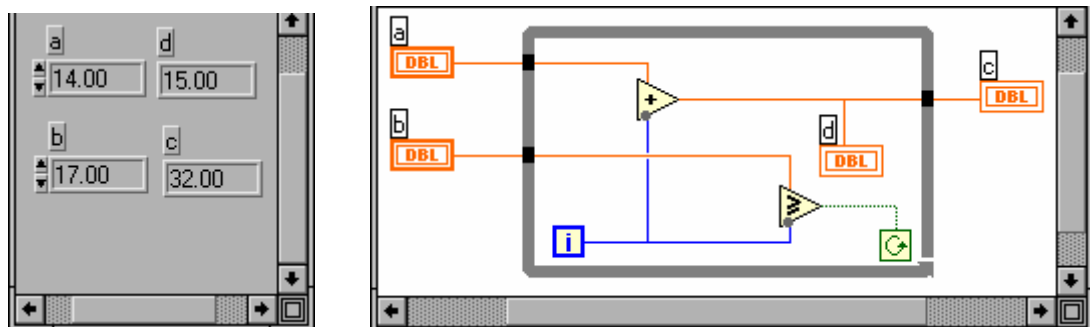 a d
14.00 15.00
b c
17.00 32.00
a
DBL
c
DBL
+
b
DBL
d
DBL
≥
i